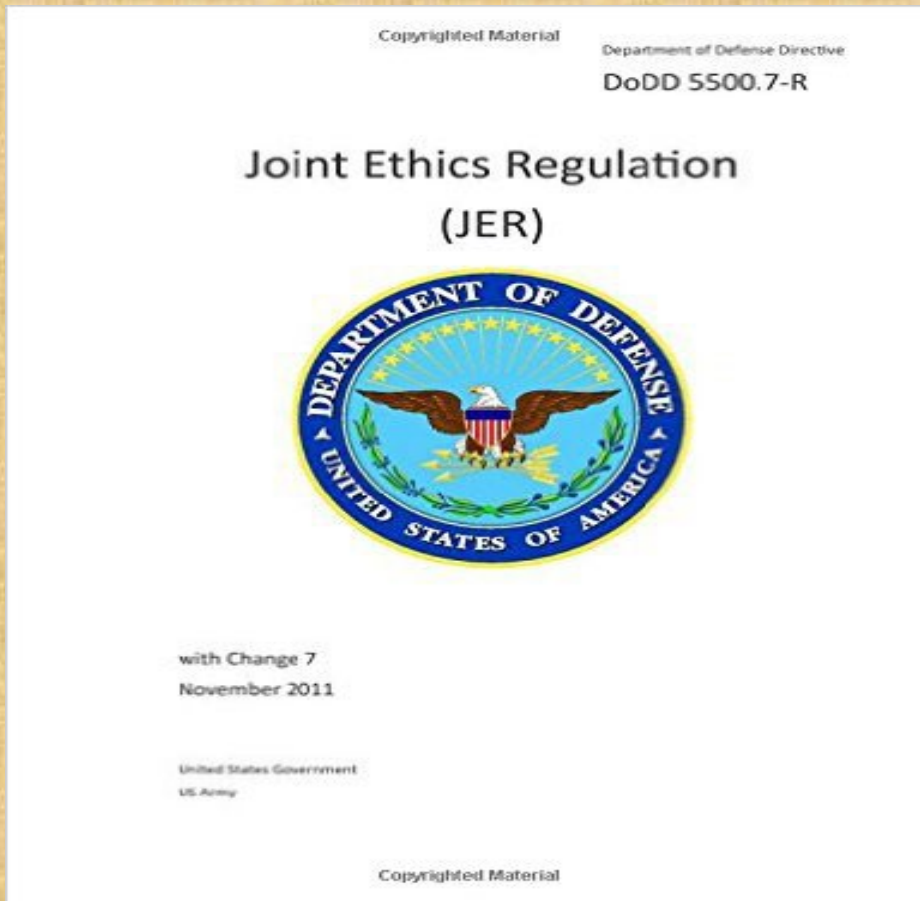 Copyrighted Material
Department of Defense Directive
DoDD 5500.7-R
Joint Ethics Regulation
(JER)
DEPARTMENT OF DEFENSE
UNITED STATES OF AMERICA
with Change 7
November 2011
United States Government
US Army
Copyrighted Material